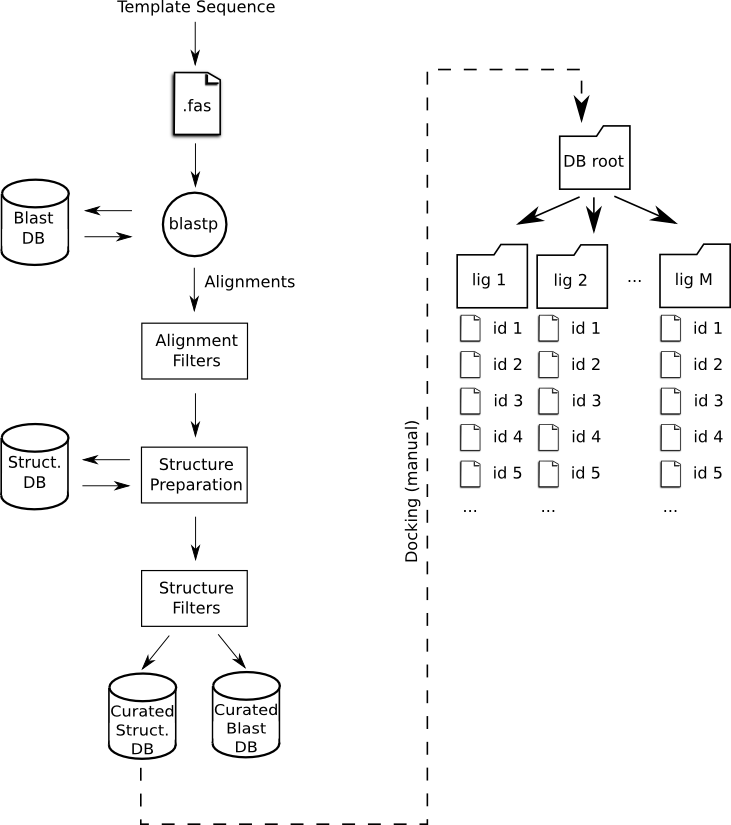 Template Sequence
.fas
Blast
DB
blastp
Alignments
Alignment
Filters
Struct.
DB
Structure
Preparation
Structure
Filters
Curated
Struct.
DB
Curated
Blast
DB
Docking (manual)
DB root
lig 1
lig 2
...
lig M
id 1
id 1
id 1
id 2
id 2
id 2
id 3
id 3
id 3
id 4
id 4
id 4
id 5
id 5
id 5
...
...
...